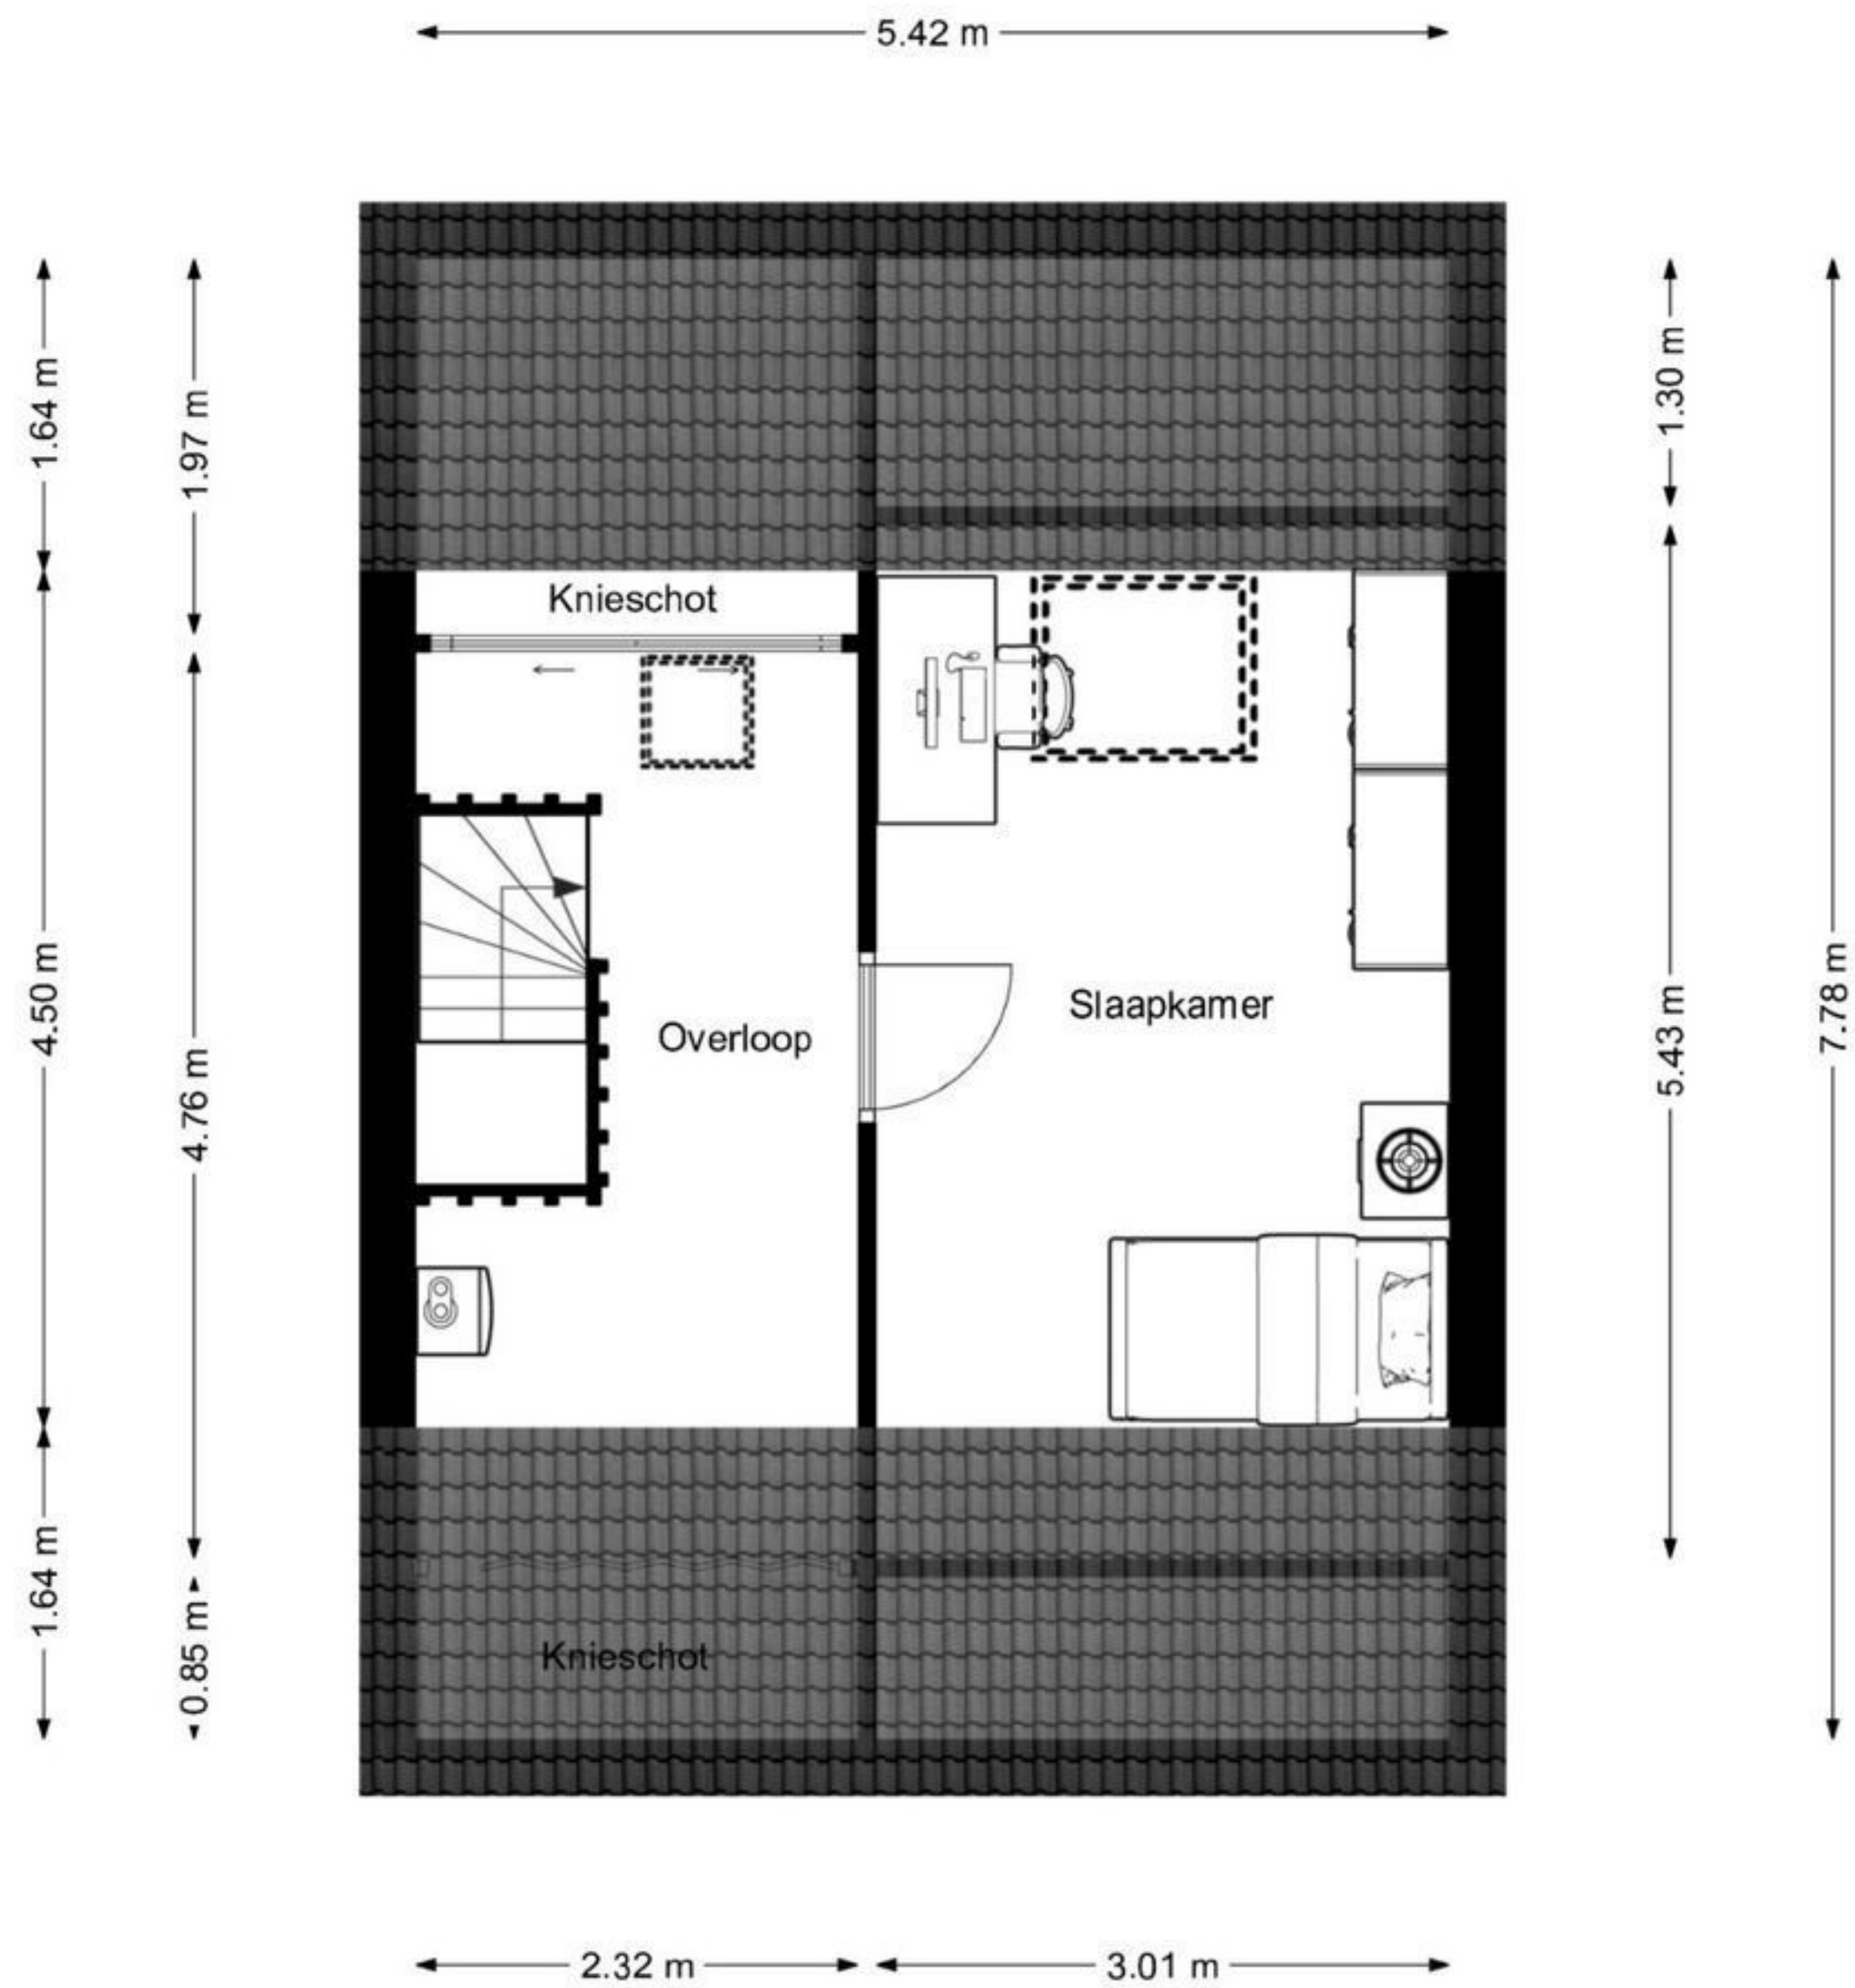 5.42 m
1.64 m
1.97 m
1.30 m
Knieschot
4.50 m
4.76 m
Overloop
Slaapkamer
5.43 m
7.78 m
1.64 m
0.85 m
Knieschot
2.32 m
3.01 m